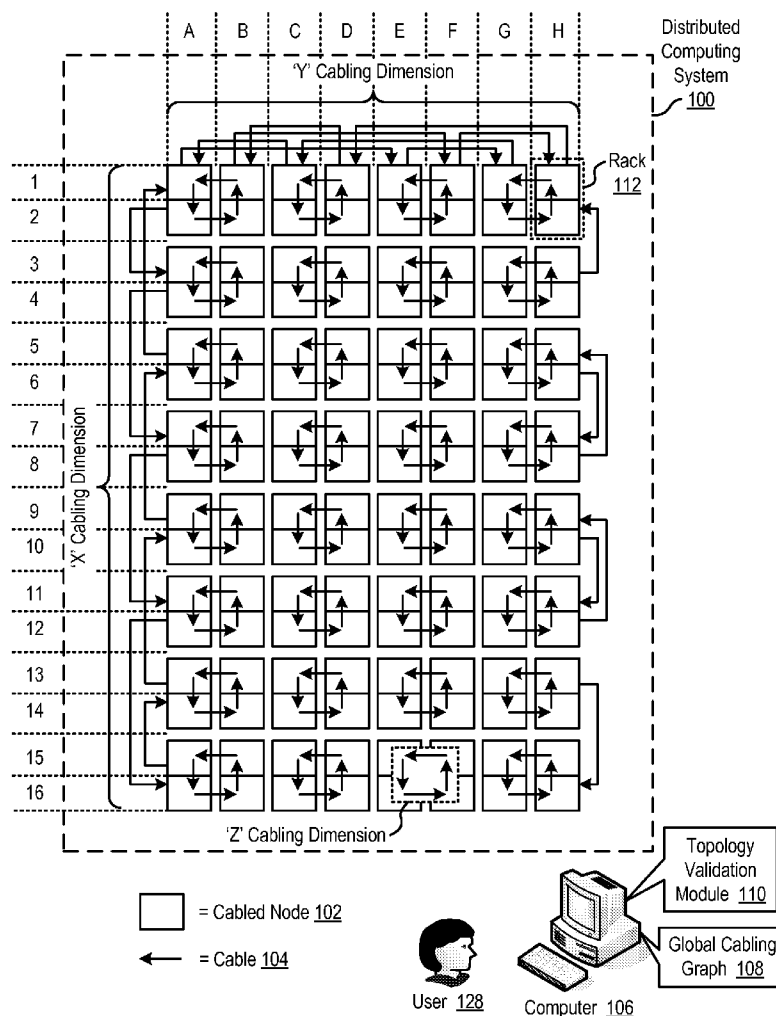 A B C D E F G H
Distributed
Computing
System
100
'Y' Cabling Dimension
Rack
112
1
2
3
4
5
6
7
8
9
10
11
12
13
14
15
16
'X' Cabling Dimension
'Z' Cabling Dimension
= Cabled Node 102
= Cable 104
User 128
Computer 106
Topology
Validation
Module 110
Global Cabling
Graph 108